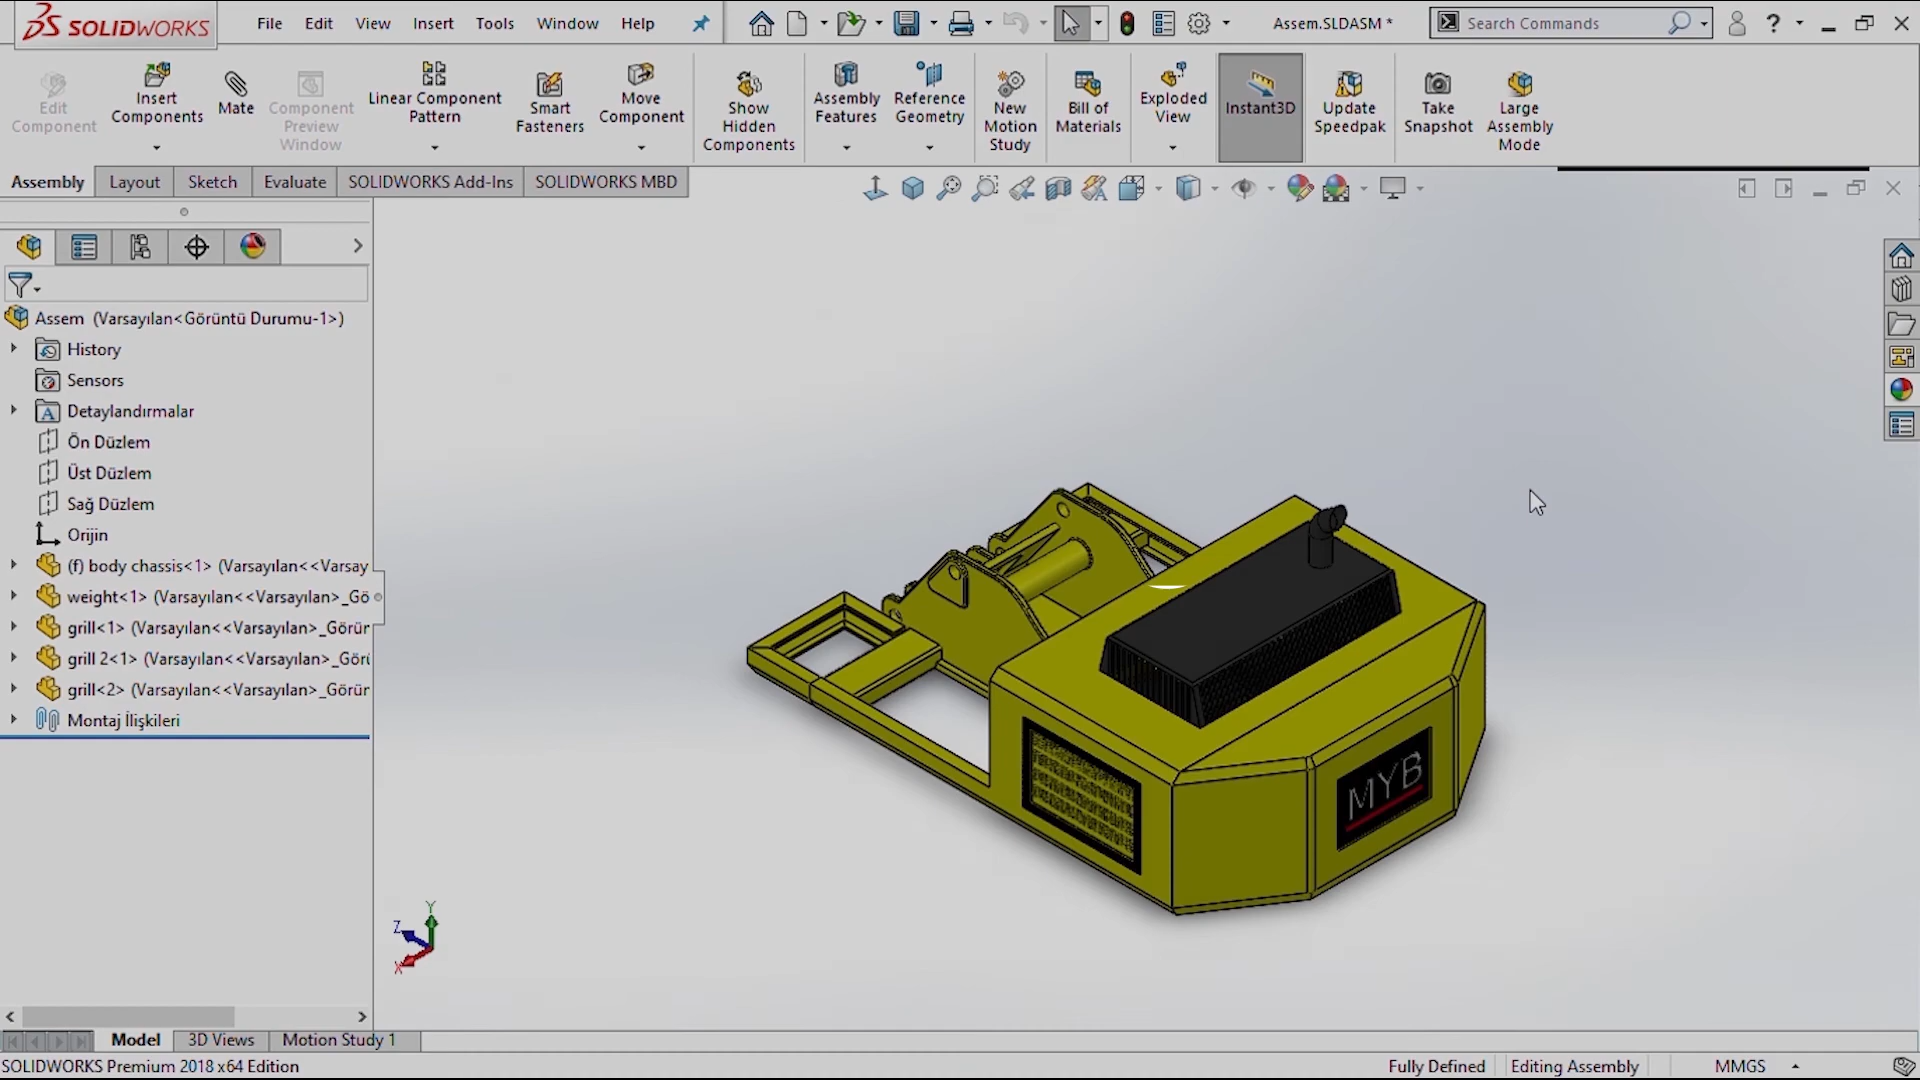 SOLIDWORKS
File Edit View Insert Tools Window Help
Assem.SLDASM *
Search Commands
?
Edit Component
Insert Components
Mate
Component Preview Window
Linear Component Pattern
Smart Fasteners
Move Component
Show Hidden Components
Assembly Features
Reference Geometry
New Motion Study
Bill of Materials
Exploded View
Instant3D
Update Speedpak
Take Snapshot
Large Assembly Mode
Assembly Layout Sketch Evaluate SOLIDWORKS Add-Ins SOLIDWORKS MBD
Assem (Varsayılan<Görüntü Durumu-1>)
History
Sensors
Detaylandırmalar
Ön Düzlem
Üst Düzlem
Sağ Düzlem
Orijin
(f) body chassis<1> (Varsayılan<<Varsay
weight<1> (Varsayılan<<Varsayılan>_Gö
grill<1> (Varsayılan<<Varsayılan>_Görür
grill 2<1> (Varsayılan<<Varsayılan>_Görü
grill<2> (Varsayılan<<Varsayılan>_Görür
Montaj İlişkileri
MYB
Y
Z
X
Model 3D Views Motion Study 1
SOLIDWORKS Premium 2018 x64 Edition
Fully Defined Editing Assembly MMGS